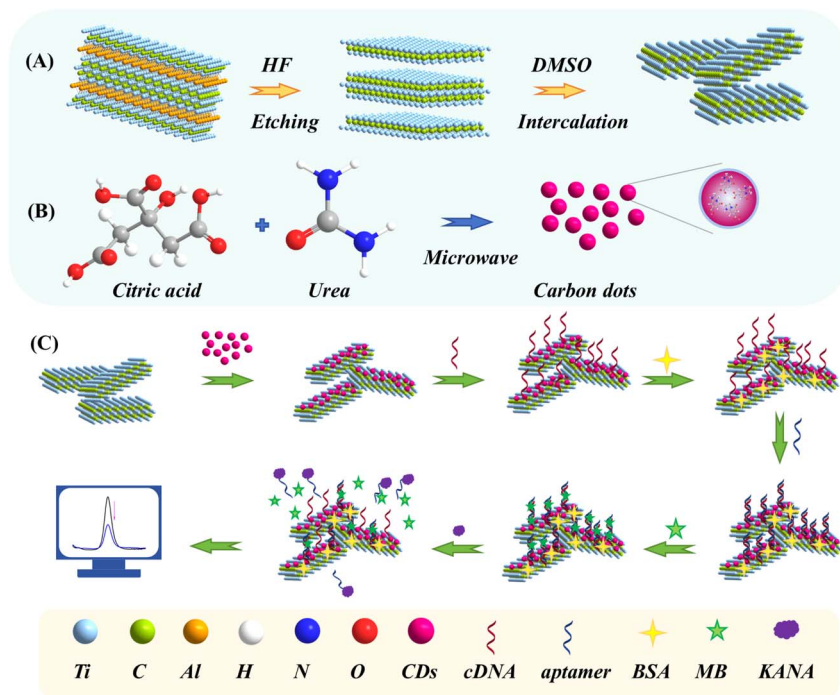 (A)
HF
Etching
DMSO
Intercalation
(B)
Microwave
Citric acid
Urea
Carbon dots
(C)
Ti C Al H N O CDs cDNA aptamer BSA MB KANA